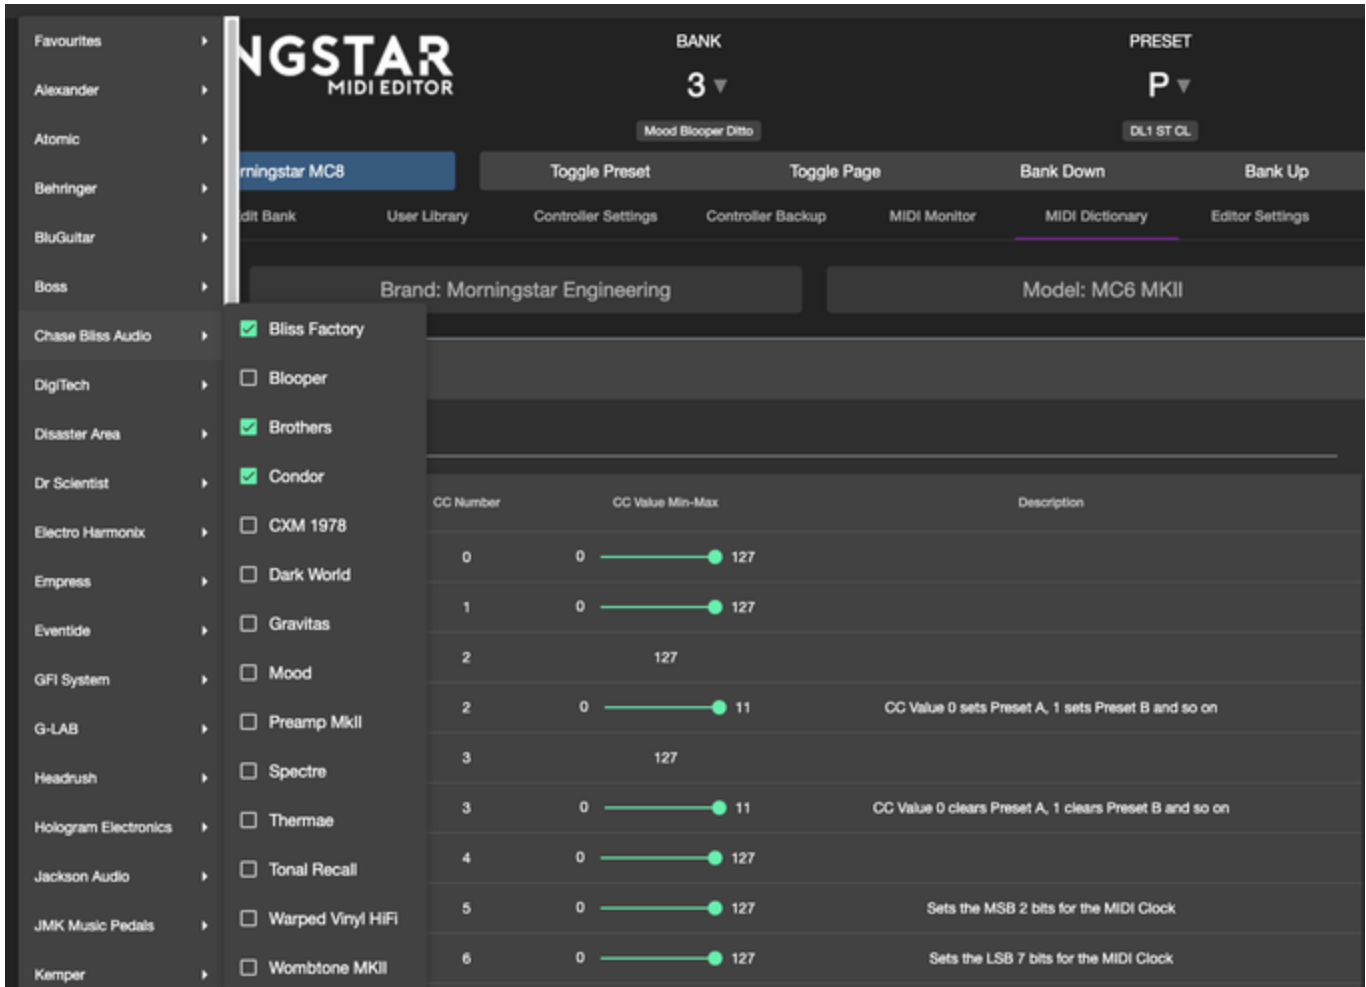 Favourites
Alexander
Atomic
Behringer
BluGuitar
Boss
Chase Bliss Audio
DigiTech
Disaster Area
Dr Scientist
Electro Harmonix
Empress
Eventide
GFI System
G-LAB
Headrush
Hologram Electronics
Jackson Audio
JMK Music Pedals
Kemper
Bliss Factory
Blooper
Brothers
Condor
CXM 1978
Dark World
Gravitas
Mood
Preamp MkII
Spectre
Thermae
Tonal Recall
Warped Vinyl HiFi
Wombtone MKII
NGSTAR
MIDI EDITOR
BANK
3
Mood Blooper Ditto
PRESET
P
DL1 ST CL
rningstar MC8
Toggle Preset Toggle Page Bank Down Bank Up
dit Bank User Library Controller Settings Controller Backup MIDI Monitor MIDI Dictionary Editor Settings
Brand: Morningstar Engineering Model: MC6 MKII
CC Number CC Value Min-Max Description
0 0 127
1 0 127
2 127
2 0 11 CC Value 0 sets Preset A, 1 sets Preset B and so on
3 127
3 0 11 CC Value 0 clears Preset A, 1 clears Preset B and so on
4 0 127
5 0 127 Sets the MSB 2 bits for the MIDI Clock
6 0 127 Sets the LSB 7 bits for the MIDI Clock